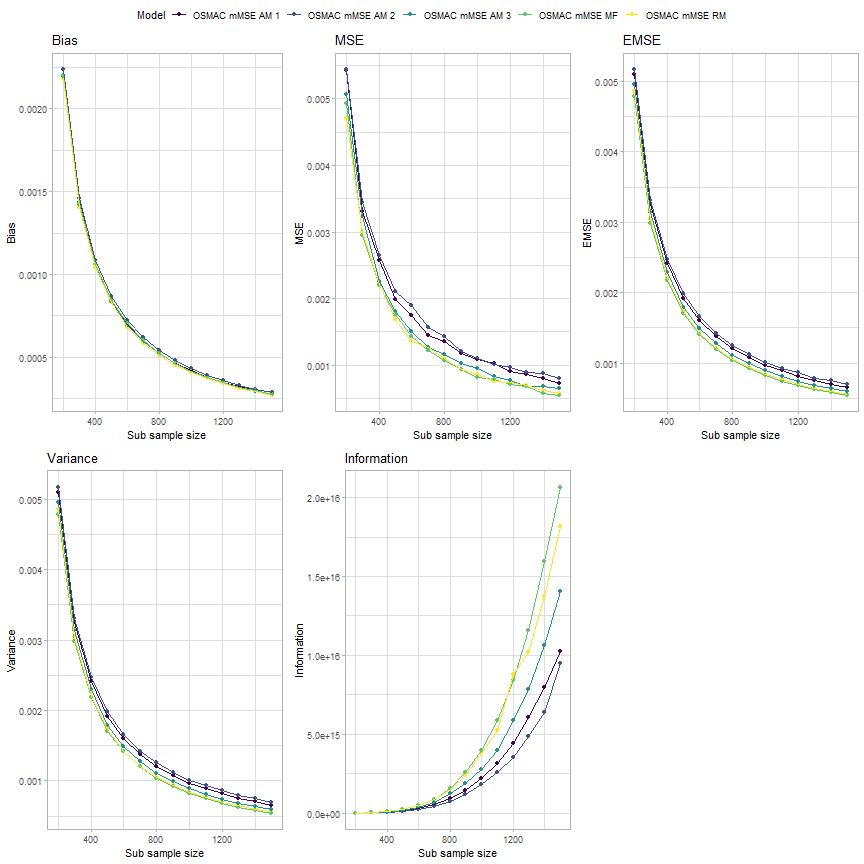 Model OSMAC mMSE AM 1 OSMAC mMSE AM 2 OSMAC mMSE AM 3 OSMAC mMSE MF OSMAC mMSE RM
Bias
0.0020
0.0015
0.0010
0.0005
Bias
400 800 1200
Sub sample size
MSE
0.005
0.004
0.003
0.002
0.001
MSE
400 800 1200
Sub sample size
EMSE
0.005
0.004
0.003
0.002
0.001
EMSE
400 800 1200
Sub sample size
Variance
0.005
0.004
0.003
0.002
0.001
Variance
400 800 1200
Sub sample size
Information
2.0e+16
1.5e+16
1.0e+16
5.0e+15
0.0e+00
Information
400 800 1200
Sub sample size